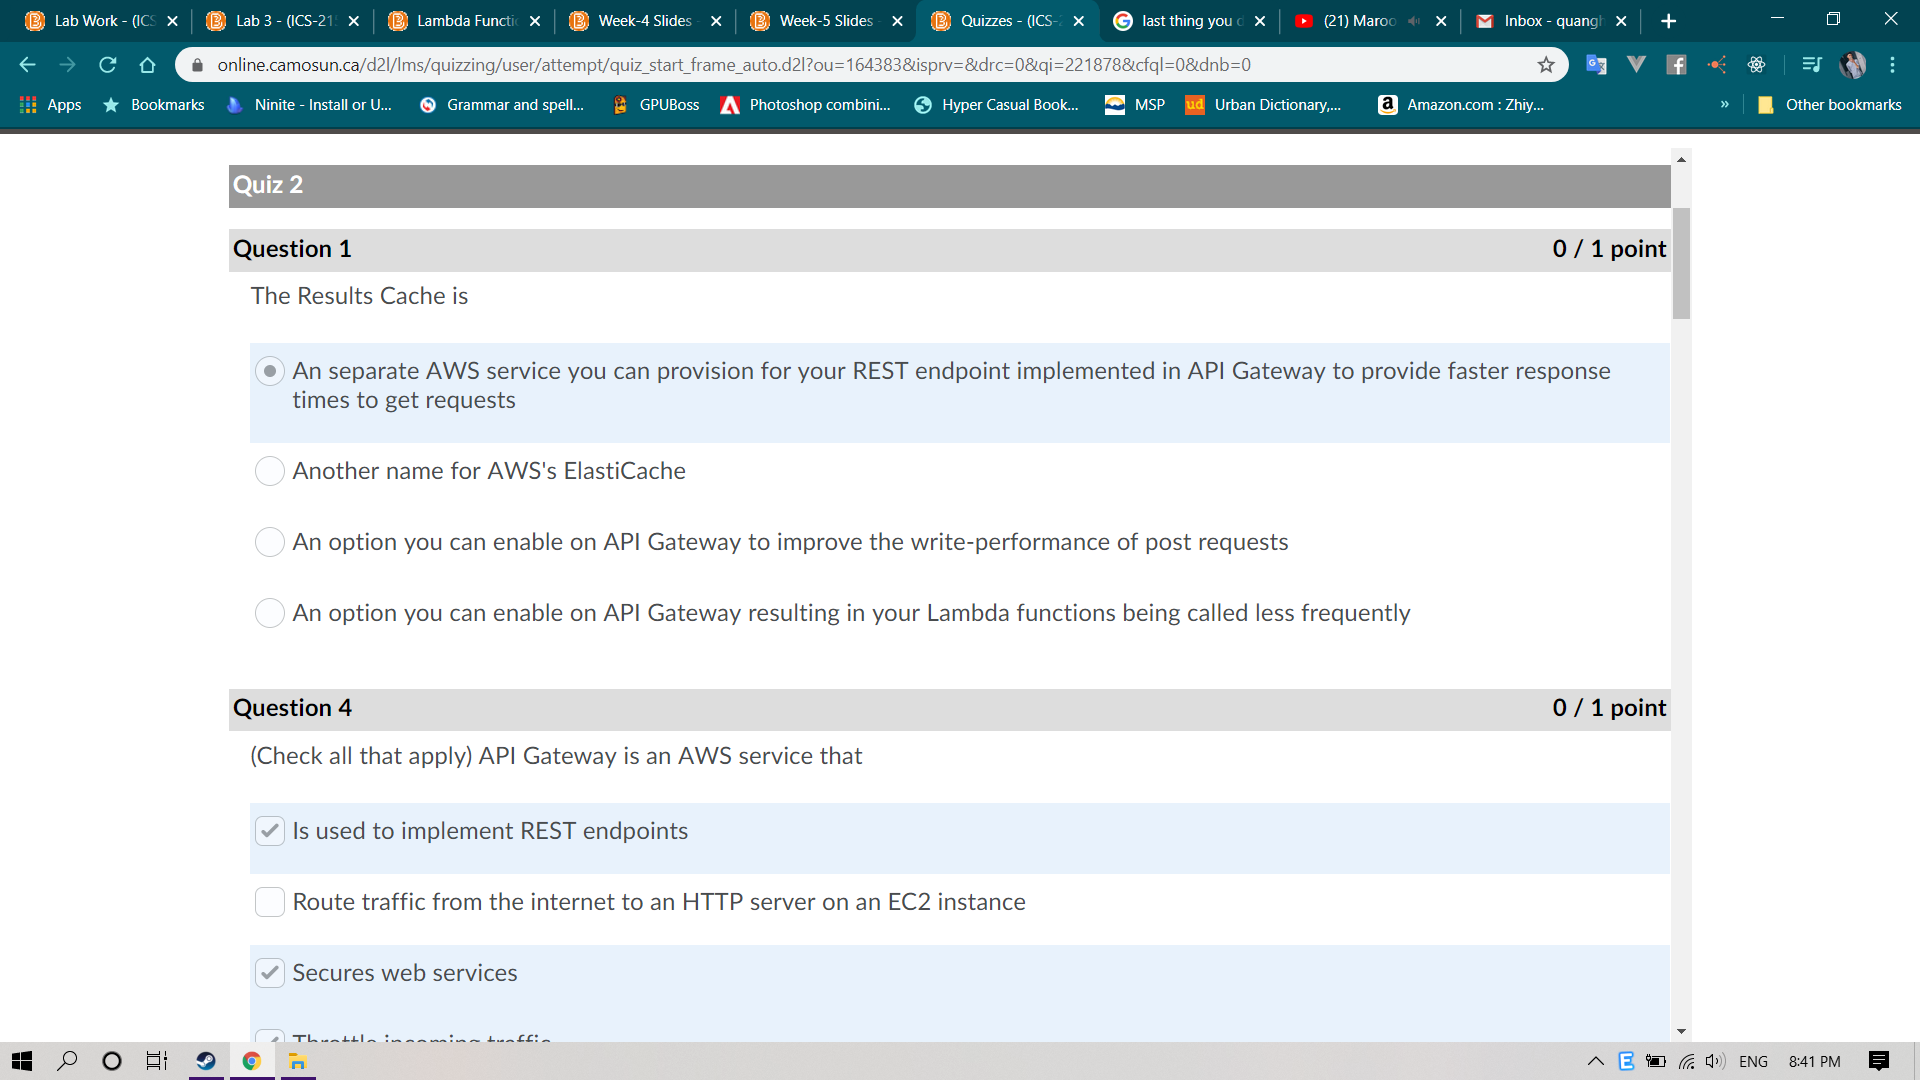 Lab Work - (ICS
Lab 3 - (ICS-21
Lambda Functi
Week-4 Slides
Week-5 Slides
Quizzes - (ICS-
last thing you d
(21) Maroo
Inbox - quangh
online.camosun.ca/d2l/lms/quizzing/user/attempt/quiz_start_frame_auto.d2l?ou=164383&isprv=&drc=0&qi=221878&cfql=0&dnb=0
Apps
Bookmarks
Ninite - Install or U...
Grammar and spell...
GPUBoss
Photoshop combini...
Hyper Casual Book...
MSP
ud
Urban Dictionary,...
Amazon.com : Zhiy...
Other bookmarks
Quiz 2
Question 1
0 / 1 point
The Results Cache is
An separate AWS service you can provision for your REST endpoint implemented in API Gateway to provide faster response
times to get requests
Another name for AWS's ElastiCache
An option you can enable on API Gateway to improve the write-performance of post requests
An option you can enable on API Gateway resulting in your Lambda functions being called less frequently
Question 4
0 / 1 point
(Check all that apply) API Gateway is an AWS service that
Is used to implement REST endpoints
Route traffic from the internet to an HTTP server on an EC2 instance
Secures web services
Throttle incoming traffic
ENG
8:41 PM